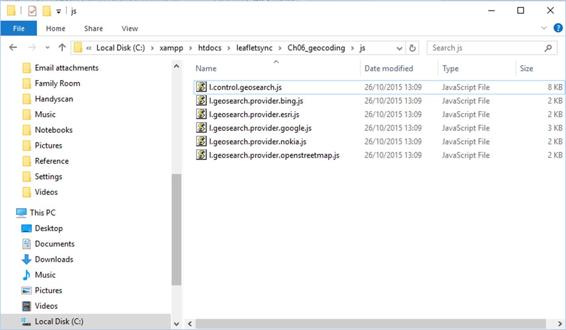 js
File Home Share View
« Local Disk (C:) › xampp › htdocs › leafletsync › Ch06_geocoding › js
Search js
Email attachments
Family Room
Handyscan
Music
Notebooks
Pictures
Reference
Settings
Videos
This PC
Desktop
Documents
Downloads
Music
Pictures
Videos
Local Disk (C:)
Name Date modified Type Size
l.control.geosearch.js 26/10/2015 13:09 JavaScript File 8 KB
l.geosearch.provider.bing.js 26/10/2015 13:09 JavaScript File 2 KB
l.geosearch.provider.esri.js 26/10/2015 13:09 JavaScript File 2 KB
l.geosearch.provider.google.js 26/10/2015 13:09 JavaScript File 2 KB
l.geosearch.provider.nokia.js 26/10/2015 13:09 JavaScript File 2 KB
l.geosearch.provider.openstreetmap.js 26/10/2015 13:09 JavaScript File 2 KB